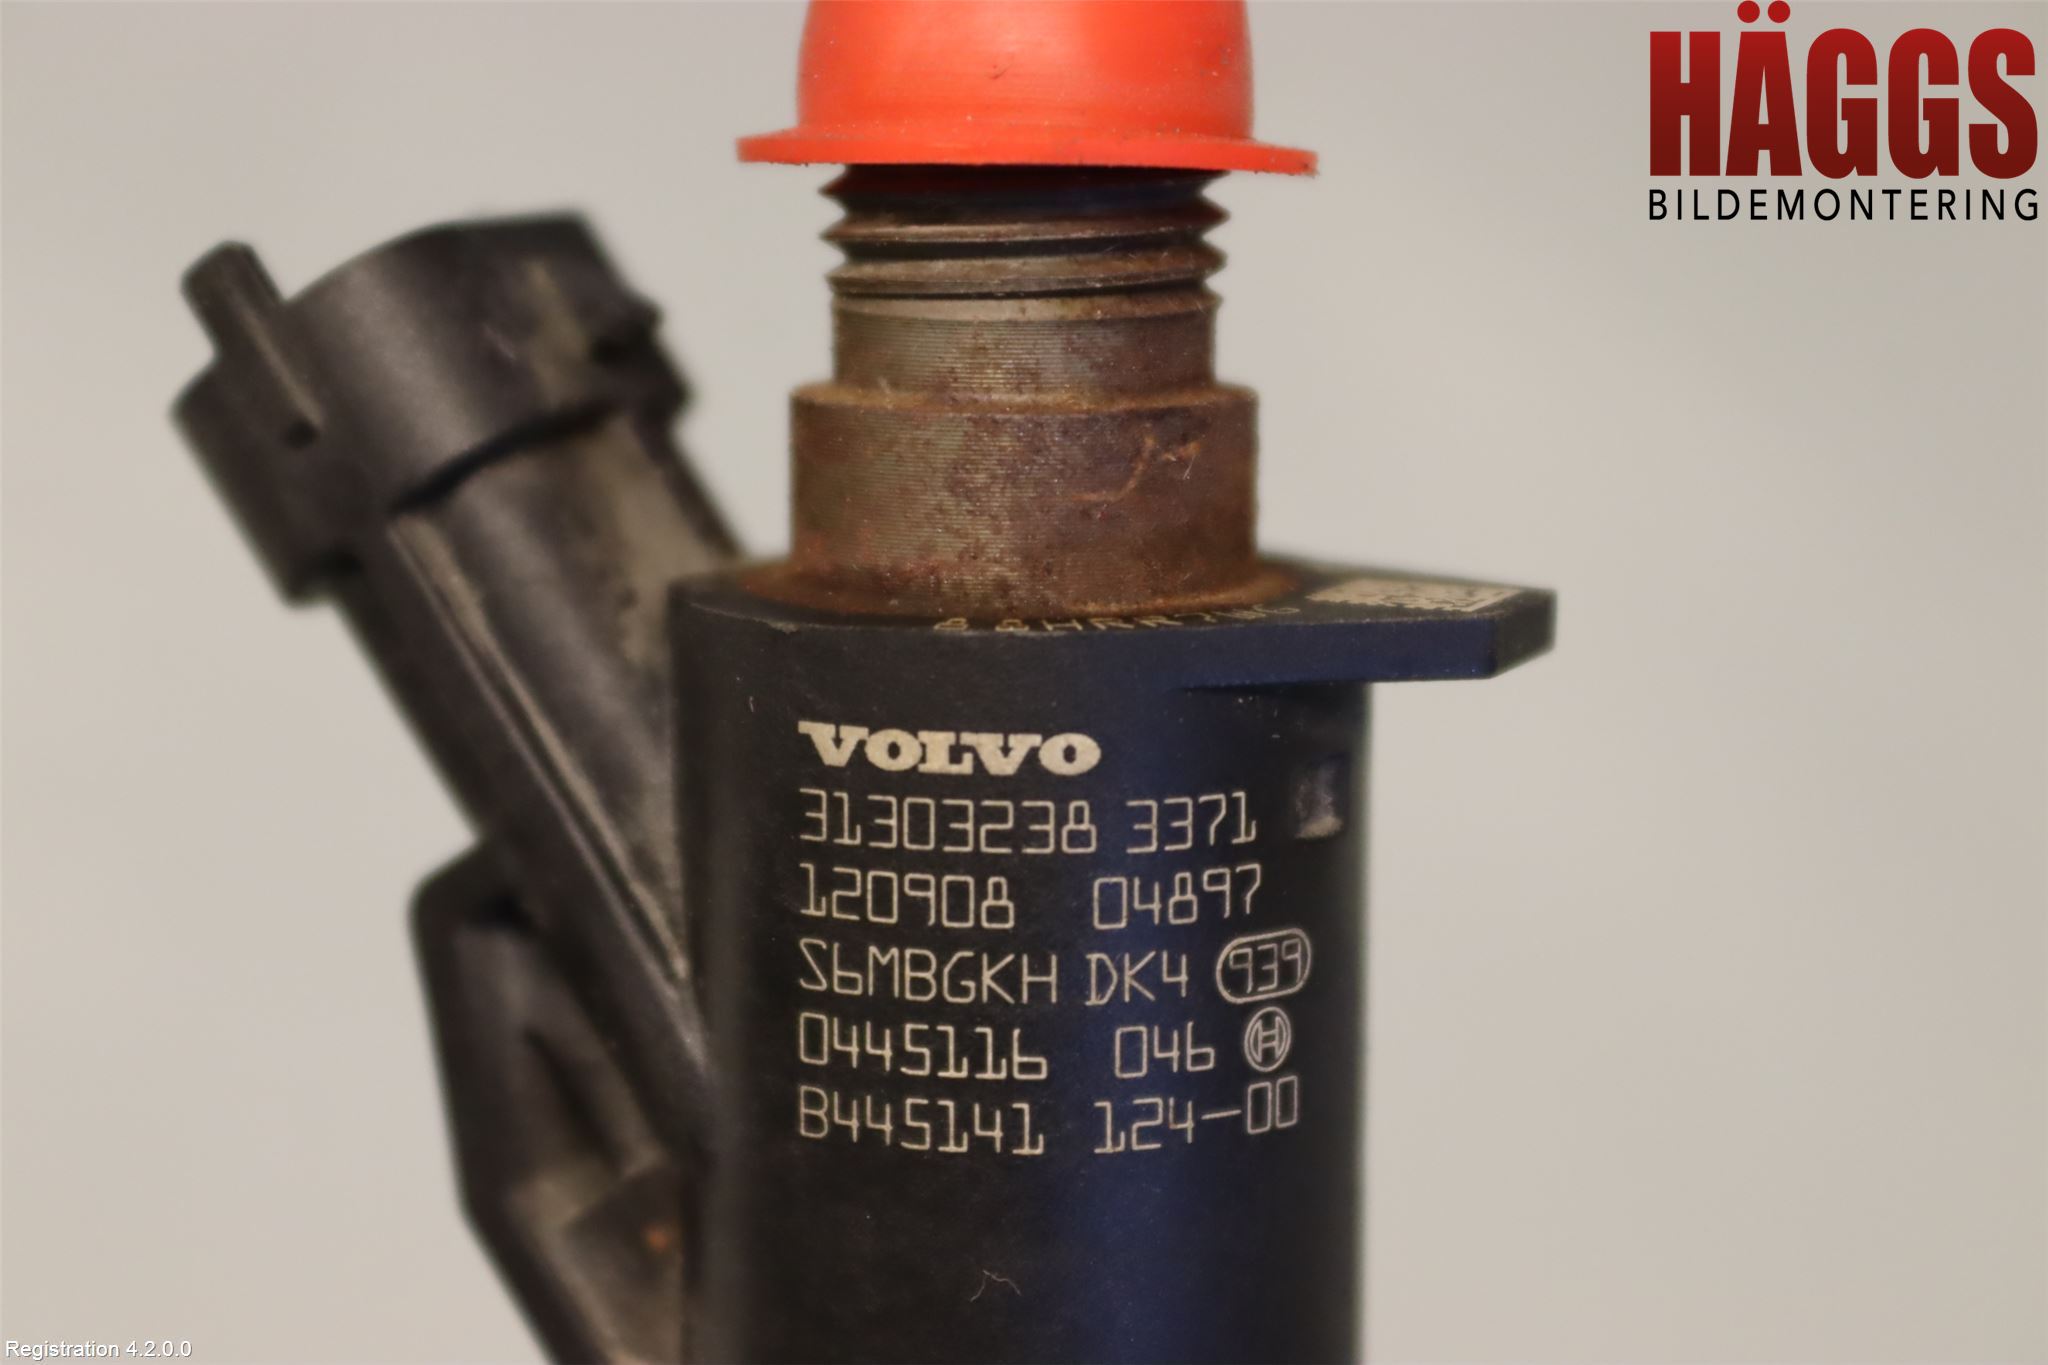 HÄGGS
BILDEMONTERING
VOLVO
31303238 3371
120908 04897
S6MBGKH DK4 939
0445116 046
B445141 124-00
Registration 4.2.0.0